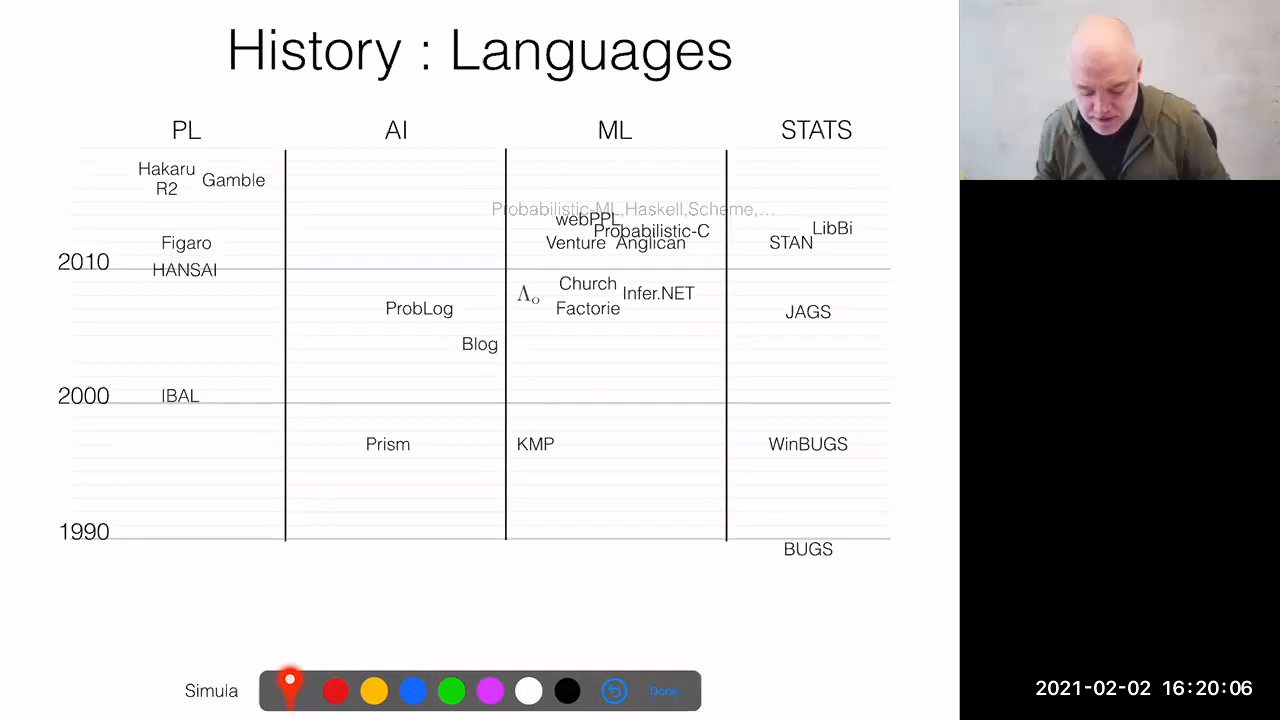 History : Languages
PL AI ML STATS
Hakaru
R2 Gamble
Probabilistic-ML,Haskell,Scheme,...
webPPL
Probabilistic-C LibBi
Figaro Venture Anglican STAN
2010
HANSAI
Λo Church Infer.NET
ProbLog Factorie JAGS
Blog
2000 IBAL
Prism KMP WinBUGS
1990
BUGS
Simula Done
2021-02-02 16:20:06